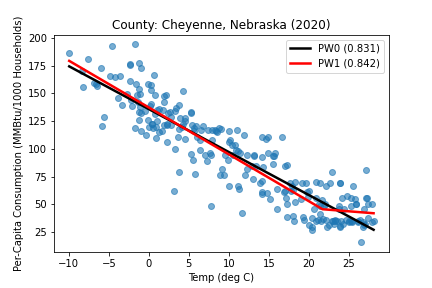 County: Cheyenne, Nebraska (2020)
PW0 (0.831)
PW1 (0.842)
Per-Capita Consumption (MMBtu/1000 Households)
200
175
150
125
100
75
50
25
−10 −5 0 5 10 15 20 25
Temp (deg C)